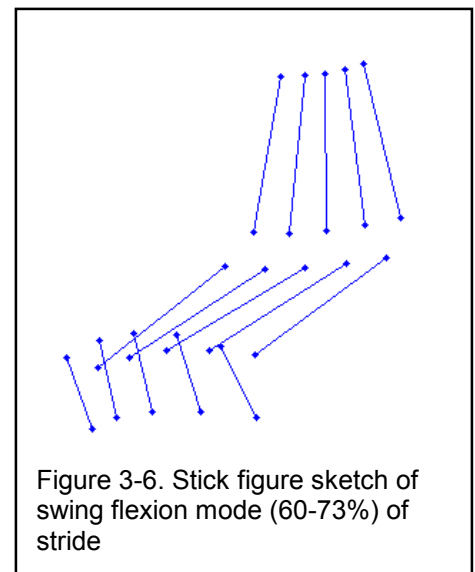 Figure 3-6. Stick figure sketch of
swing flexion mode (60-73%) of
stride